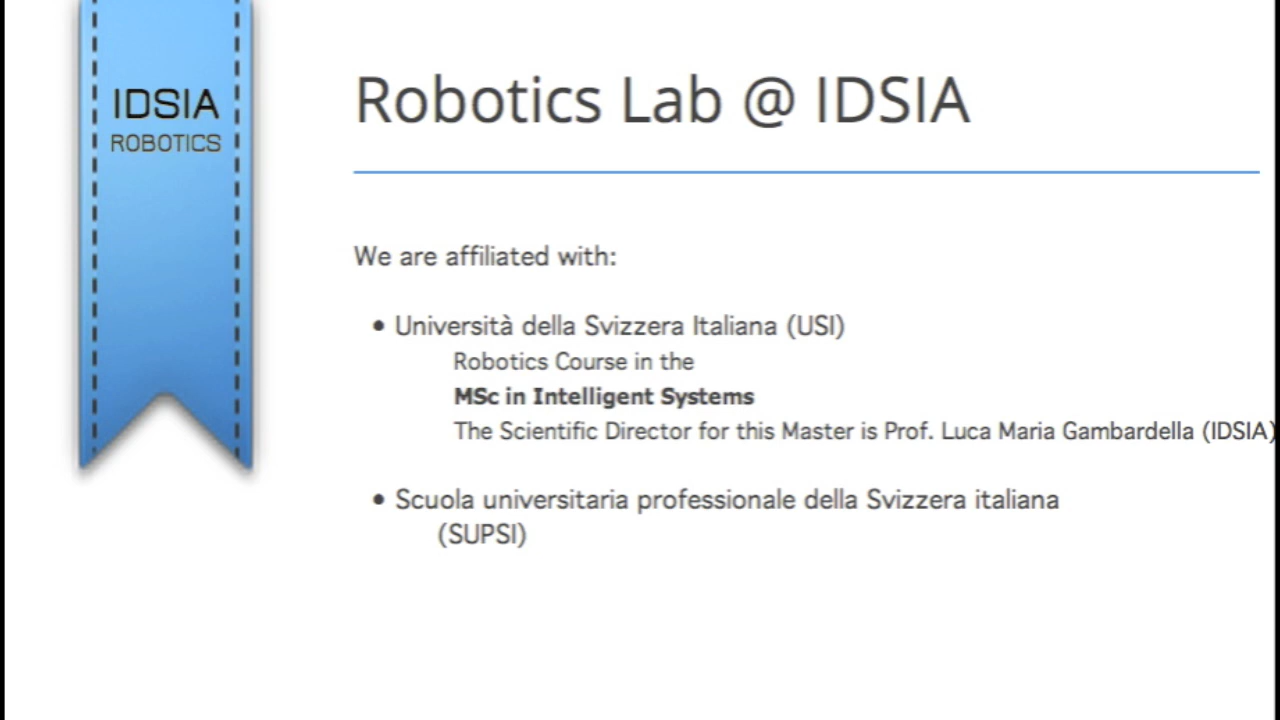 IDSIA
ROBOTICS
Robotics Lab @ IDSIA
We are affiliated with:
• Università della Svizzera Italiana (USI)
Robotics Course in the
MSc in Intelligent Systems
The Scientific Director for this Master is Prof. Luca Maria Gambardella (IDSIA)
• Scuola universitaria professionale della Svizzera italiana
(SUPSI)